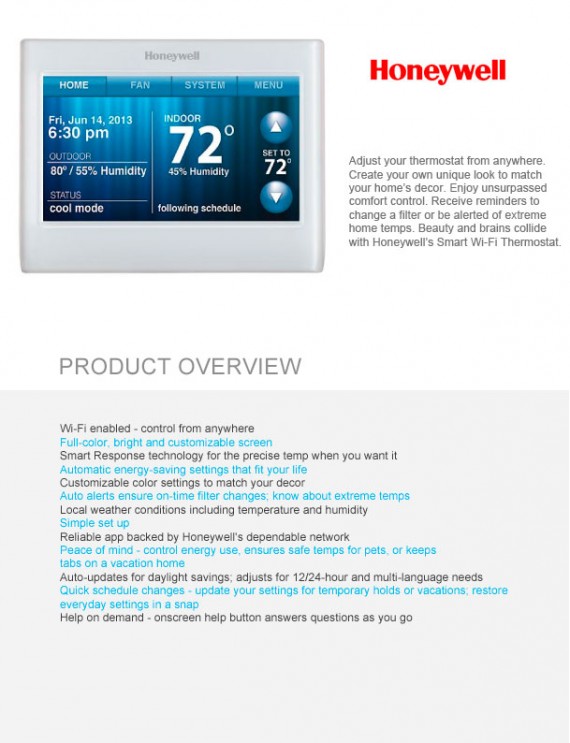 Honeywell
HOME FAN SYSTEM MENU
Fri, Jun 14, 2013
6:30 pm
OUTDOOR
80° / 55% Humidity
STATUS
cool mode
INDOOR
72°
45% Humidity
following schedule
SET TO
72°
Honeywell
Adjust your thermostat from anywhere.
Create your own unique look to match
your home's decor. Enjoy unsurpassed
comfort control. Receive reminders to
change a filter or be alerted of extreme
home temps. Beauty and brains collide
with Honeywell's Smart Wi-Fi Thermostat.
PRODUCT OVERVIEW
Wi-Fi enabled - control from anywhere
Full-color, bright and customizable screen
Smart Response technology for the precise temp when you want it
Automatic energy-saving settings that fit your life
Customizable color settings to match your decor
Auto alerts ensure on-time filter changes; know about extreme temps
Local weather conditions including temperature and humidity
Simple set up
Reliable app backed by Honeywell's dependable network
Peace of mind - control energy use, ensures safe temps for pets, or keeps
tabs on a vacation home
Auto-updates for daylight savings; adjusts for 12/24-hour and multi-language needs
Quick schedule changes - update your settings for temporary holds or vacations; restore
everyday settings in a snap
Help on demand - onscreen help button answers questions as you go